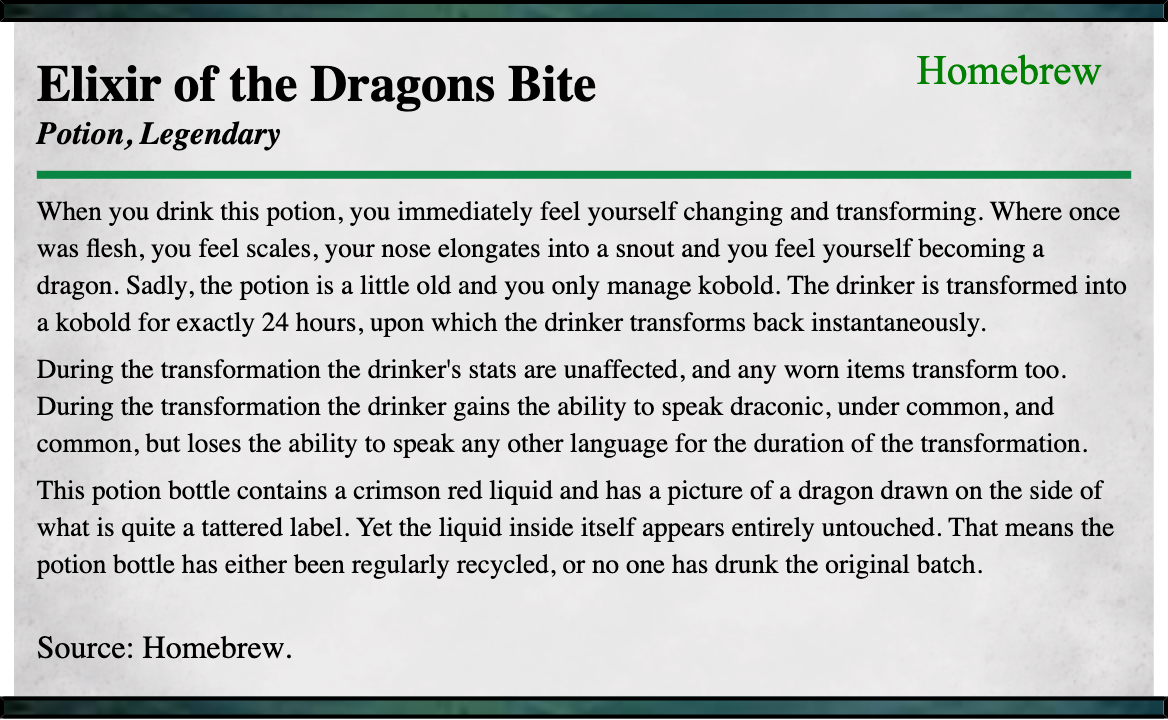 Homebrew
Elixir of the Dragons Bite
Potion, Legendary
When you drink this potion, you immediately feel yourself changing and transforming. Where once
was flesh, you feel scales, your nose elongates into a snout and you feel yourself becoming a
dragon. Sadly, the potion is a little old and you only manage kobold. The drinker is transformed into
a kobold for exactly 24 hours, upon which the drinker transforms back instantaneously.
During the transformation the drinker's stats are unaffected, and any worn items transform too.
During the transformation the drinker gains the ability to speak draconic, under common, and
common, but loses the ability to speak any other language for the duration of the transformation.
This potion bottle contains a crimson red liquid and has a picture of a dragon drawn on the side of
what is quite a tattered label. Yet the liquid inside itself appears entirely untouched. That means the
potion bottle has either been regularly recycled, or no one has drunk the original batch.
Source: Homebrew.